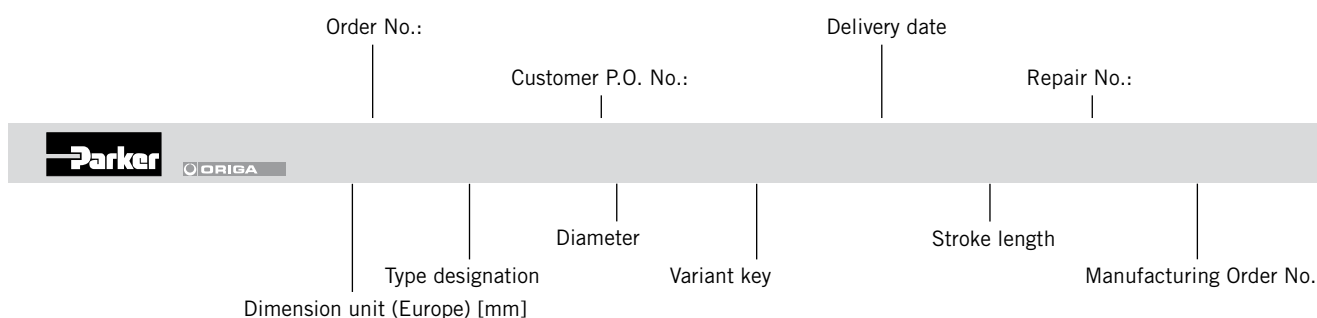 Order No.:
Delivery date
Customer P.O. No.:
Repair No.:
Parker
ORIGA
Diameter
Stroke length
Type designation
Variant key
Manufacturing Order No.
Dimension unit (Europe) [mm]